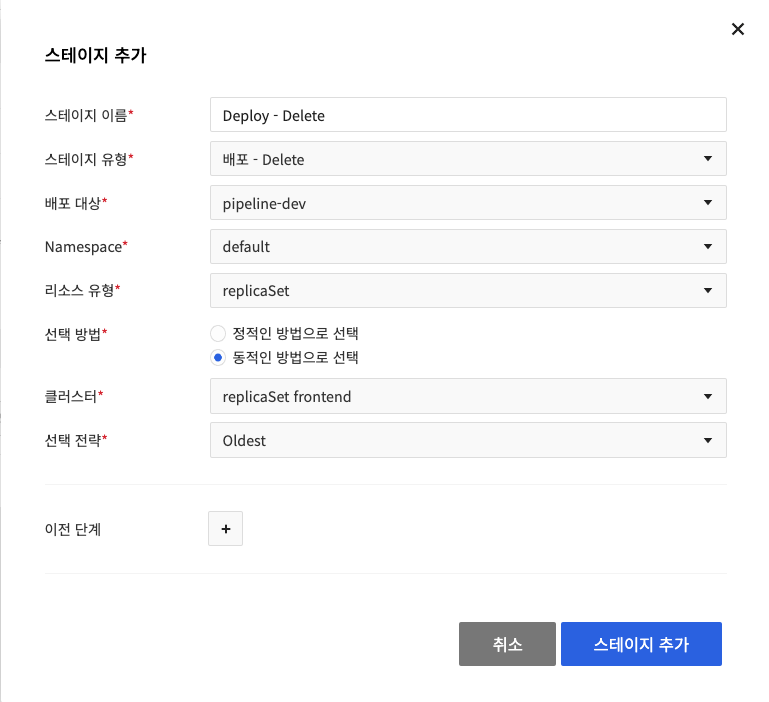 스테이지 추가
스테이지 이름* Deploy - Delete
스테이지 유형* 배포 - Delete
배포 대상* pipeline-dev
Namespace* default
리소스 유형* replicaSet
선택 방법* 정적인 방법으로 선택
동적인 방법으로 선택
클러스터* replicaSet frontend
선택 전략* Oldest
이전 단계 +
취소 스테이지 추가